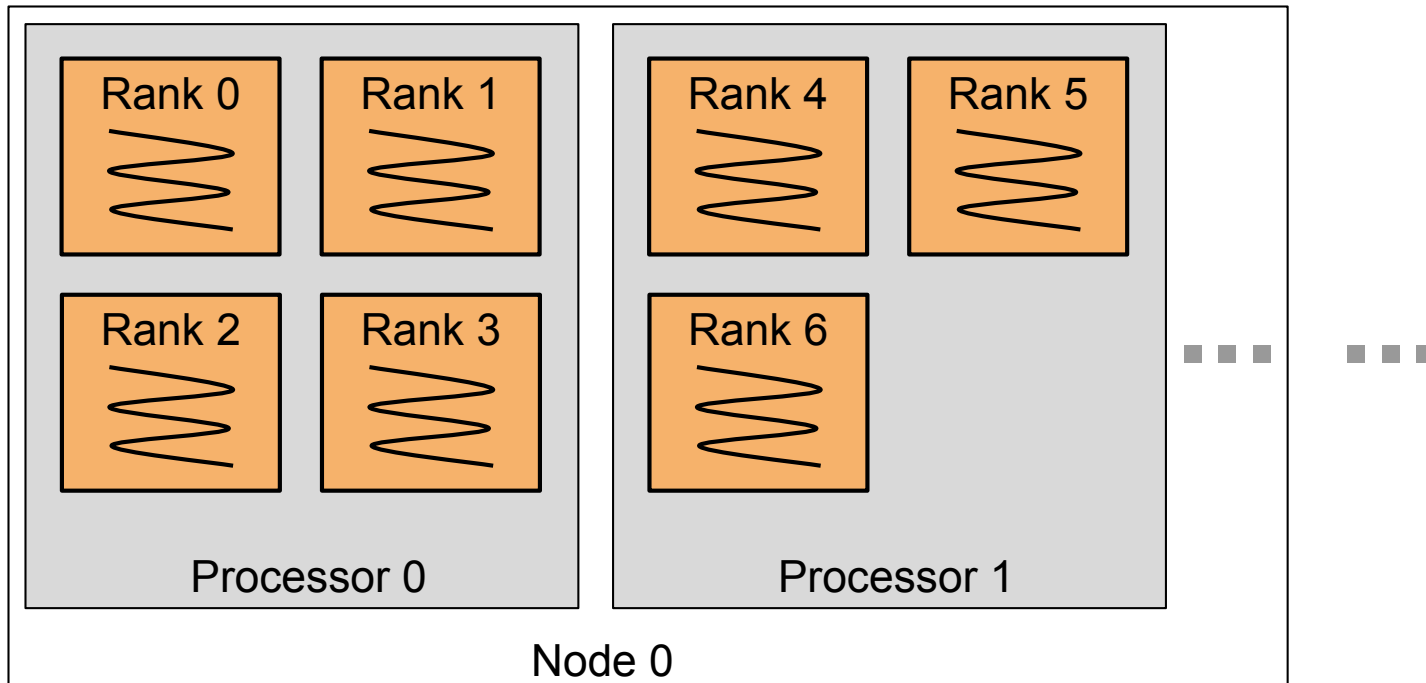 Rank 0
Rank 1
Rank 2
Rank 3
Processor 0
Rank 4
Rank 5
Rank 6
Processor 1
Node 0